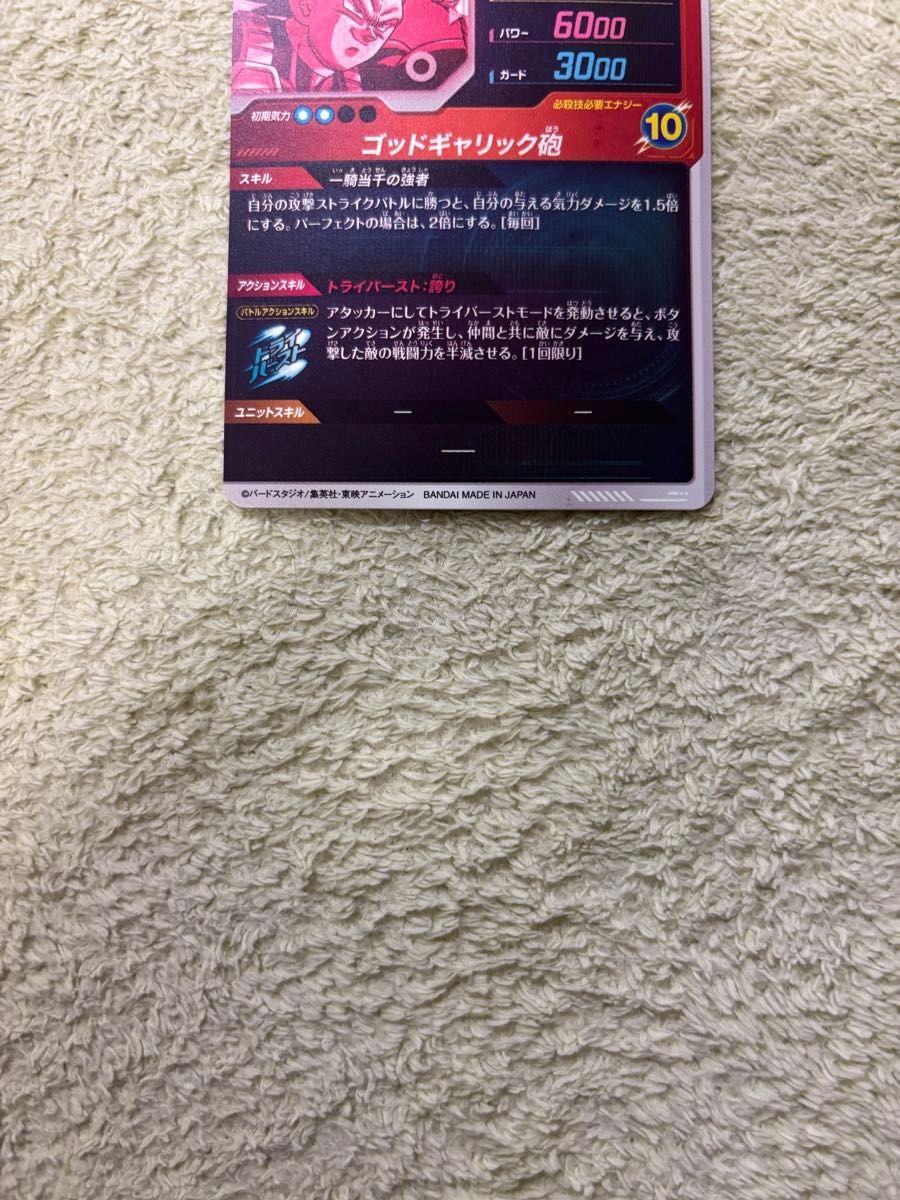 パワー 6000
ガード 3000
初期気力
必殺技必要エナジー
10
ゴッドギャリック砲
スキル 一騎当千の強者
自分の攻撃ストライクバトルに勝つと、自分の与える気力ダメージを1.5倍
にする。パーフェクトの場合は、2倍にする。[毎回]
アクションスキル トライバースト:誇り
バトルアクションスキル
トライ
バースト
アタッカーにしてトライバーストモードを発動させると、ボタ
ンアクションが発生し、仲間と共に敵にダメージを与え、攻
撃した敵の戦闘力を半減させる。[1回限り]
ユニットスキル ― ―
―
©バードスタジオ/集英社・東映アニメーション BANDAI MADE IN JAPAN